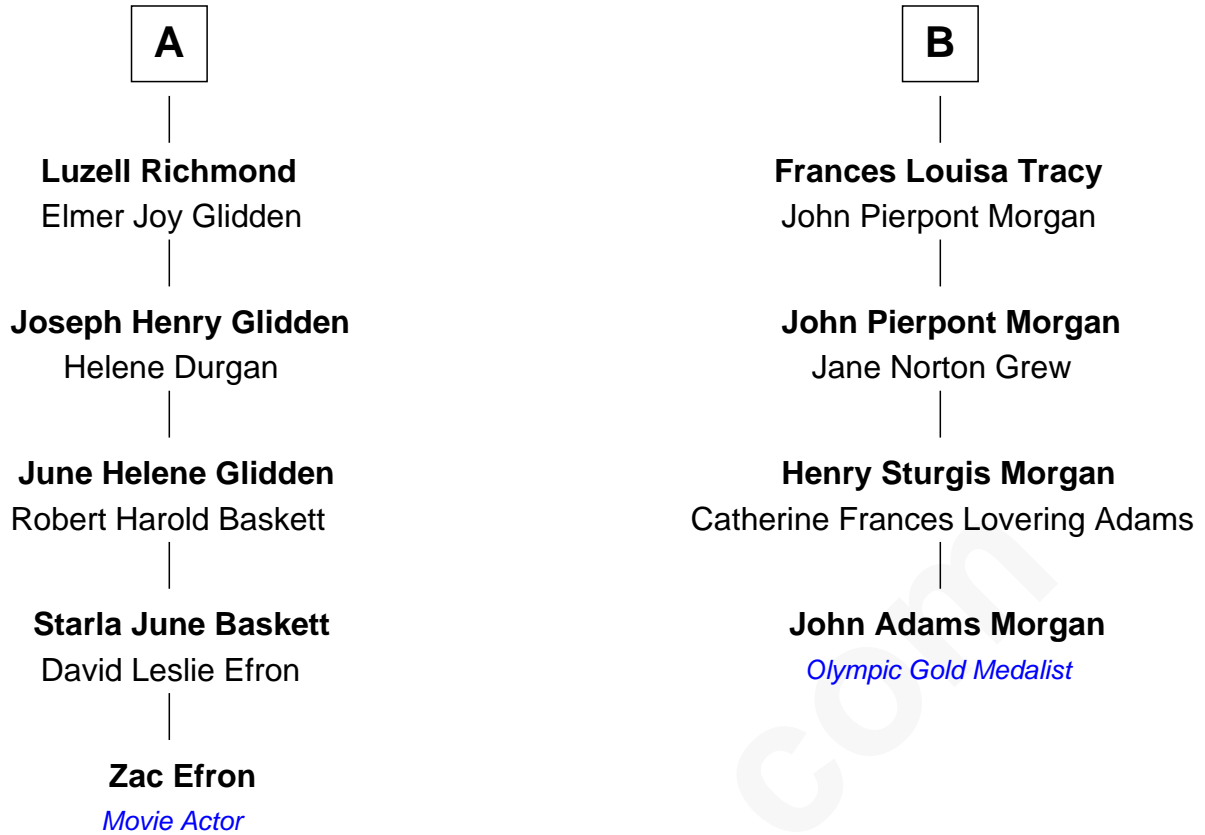 A
Luzell Richmond
Elmer Joy Glidden
Joseph Henry Glidden
Helene Durgan
June Helene Glidden
Robert Harold Baskett
Starla June Baskett
David Leslie Efron
Zac Efron
Movie Actor
B
Frances Louisa Tracy
John Pierpont Morgan
John Pierpont Morgan
Jane Norton Grew
Henry Sturgis Morgan
Catherine Frances Lovering Adams
John Adams Morgan
Olympic Gold Medalist
com